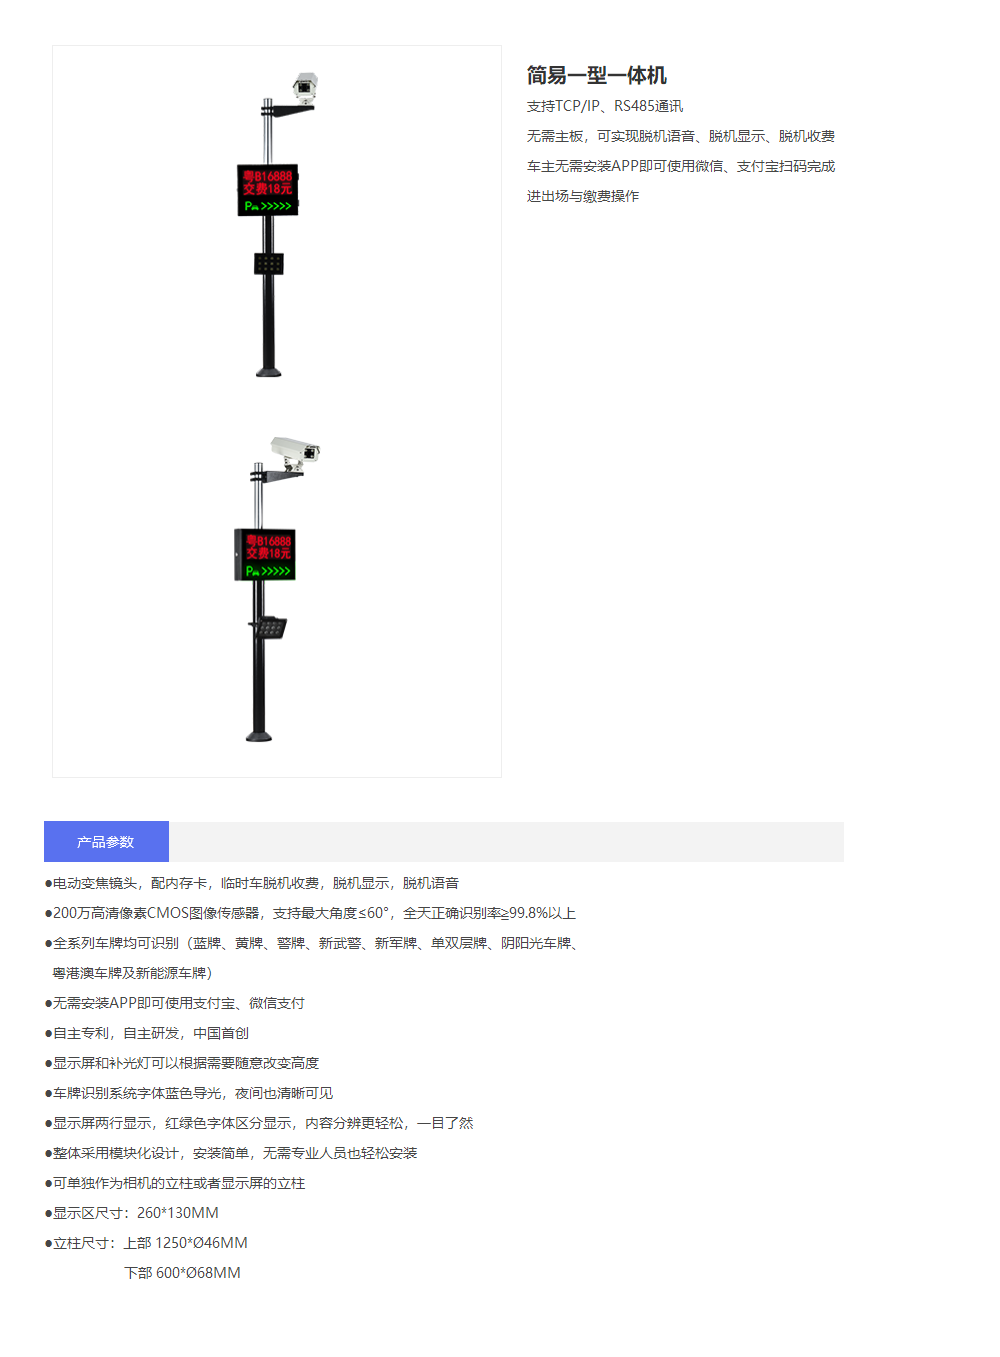 粤B16888
交费18元
P >>>>>
简易一型一体机
支持TCP/IP、RS485通讯
无需主板，可实现脱机语音、脱机显示、脱机收费
车主无需安装APP即可使用微信、支付宝扫码完成
进出场与缴费操作
粤B16888
交费18元
P >>>>>
产品参数
●电动变焦镜头，配内存卡，临时车脱机收费，脱机显示，脱机语音
●200万高清像素CMOS图像传感器，支持最大角度≤60°，全天正确识别率≧99.8%以上
●全系列车牌均可识别（蓝牌、黄牌、警牌、新武警、新军牌、单双层牌、阴阳光车牌、
粤港澳车牌及新能源车牌）
●无需安装APP即可使用支付宝、微信支付
●自主专利，自主研发，中国首创
●显示屏和补光灯可以根据需要随意改变高度
●车牌识别系统字体蓝色导光，夜间也清晰可见
●显示屏两行显示，红绿色字体区分显示，内容分辨更轻松，一目了然
●整体采用模块化设计，安装简单，无需专业人员也轻松安装
●可单独作为相机的立柱或者显示屏的立柱
●显示区尺寸：260*130MM
●立柱尺寸：上部 1250*Ø46MM
下部 600*Ø68MM